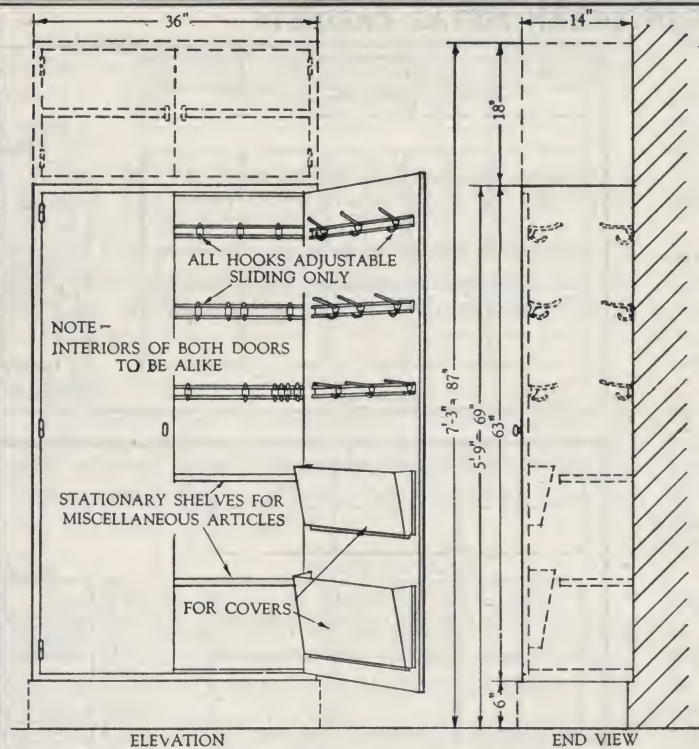 36"
14"
18"
ALL HOOKS ADJUSTABLE
SLIDING ONLY
NOTE –
INTERIORS OF BOTH DOORS
TO BE ALIKE
7'-3" = 87"
5'-9" = 69"
63"
STATIONARY SHELVES FOR
MISCELLANEOUS ARTICLES
FOR COVERS
6"
ELEVATION
END VIEW